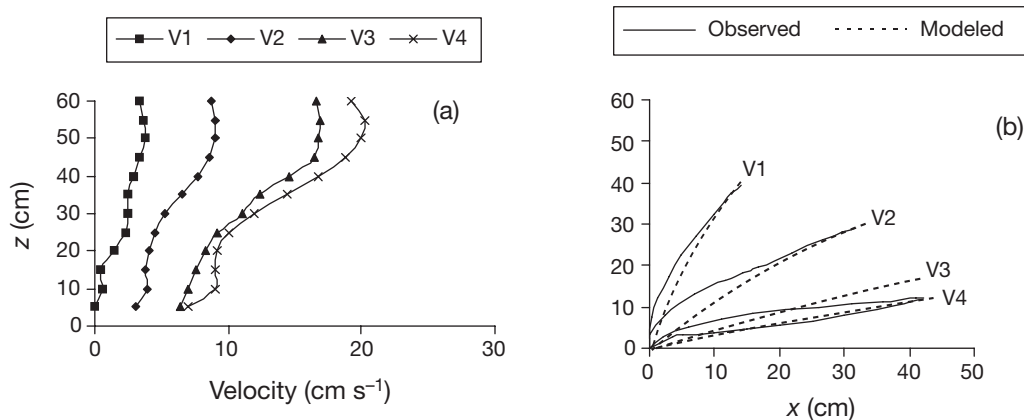 V1 V2 V3 V4
(a)
60
50
40
30
20
10
0
z (cm)
0 10 20 30
Velocity (cm s⁻¹)
Observed Modeled
(b)
60
50
40
30
20
10
0
V1
V2
V3
V4
0 10 20 30 40 50
x (cm)